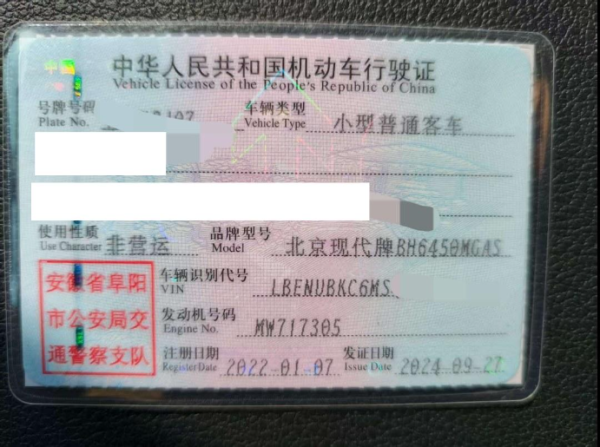 中国
中华人民共和国机动车行驶证
Vehicle License of the People's Republic of China
号牌号码 车辆类型 小型普通客车
Plate No. Vehicle Type
使用性质 非营运 品牌型号 北京现代牌BH6450MGAS
Use Character Model
安徽省阜阳
市公安局交
通警察支队
车辆识别代号 LBENUBKC6MS
VIN
发动机号码 MW717305
Engine No.
注册日期 2022-01-07 发证日期 2024-09-27
Register Date Issue Date